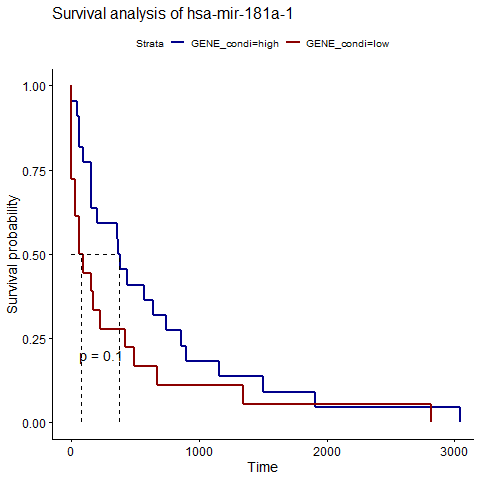 Survival analysis of hsa-mir-181a-1
Strata GENE_condi=high GENE_condi=low
Survival probability
1.00
0.75
0.50
0.25
0.00
p = 0.1
0 1000 2000 3000
Time